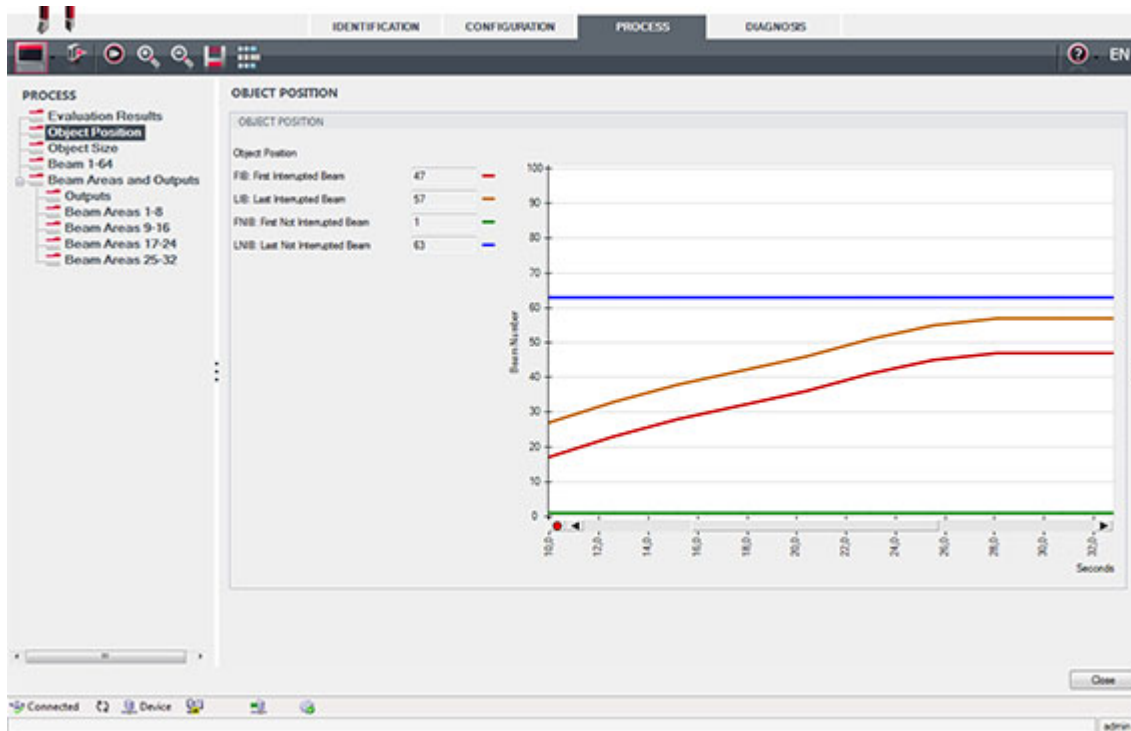 IDENTIFICATION CONFIGURATION PROCESS DIAGNOSIS
EN
PROCESS
Evaluation Results
Object Position
Object Size
Beam 1-64
Beam Areas and Outputs
Outputs
Beam Areas 1-8
Beam Areas 9-16
Beam Areas 17-24
Beam Areas 25-32
OBJECT POSITION
OBJECT POSITION
Object Position
FIB: First Interrupted Beam 47
LIB: Last Interrupted Beam 57
FNIB: First Not Interrupted Beam 1
LNIB: Last Not Interrupted Beam 63
100
90
80
70
60
50
40
30
20
10
0
Beam Number
10,0 12,0 14,0 16,0 18,0 20,0 22,0 24,0 26,0 28,0 30,0 32,0
Seconds
Close
Connected Device
admin